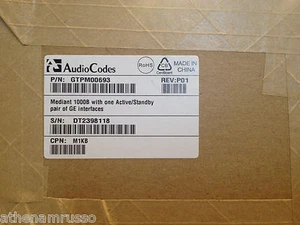 AudioCodes
RoHS
MADE IN CHINA
P/N: GTPM00693
REV:P01
Mediant 1000B with one Active/Standby
pair of GE interfaces
S/N: DT2398118
CPN: M1KB
athenamrusso